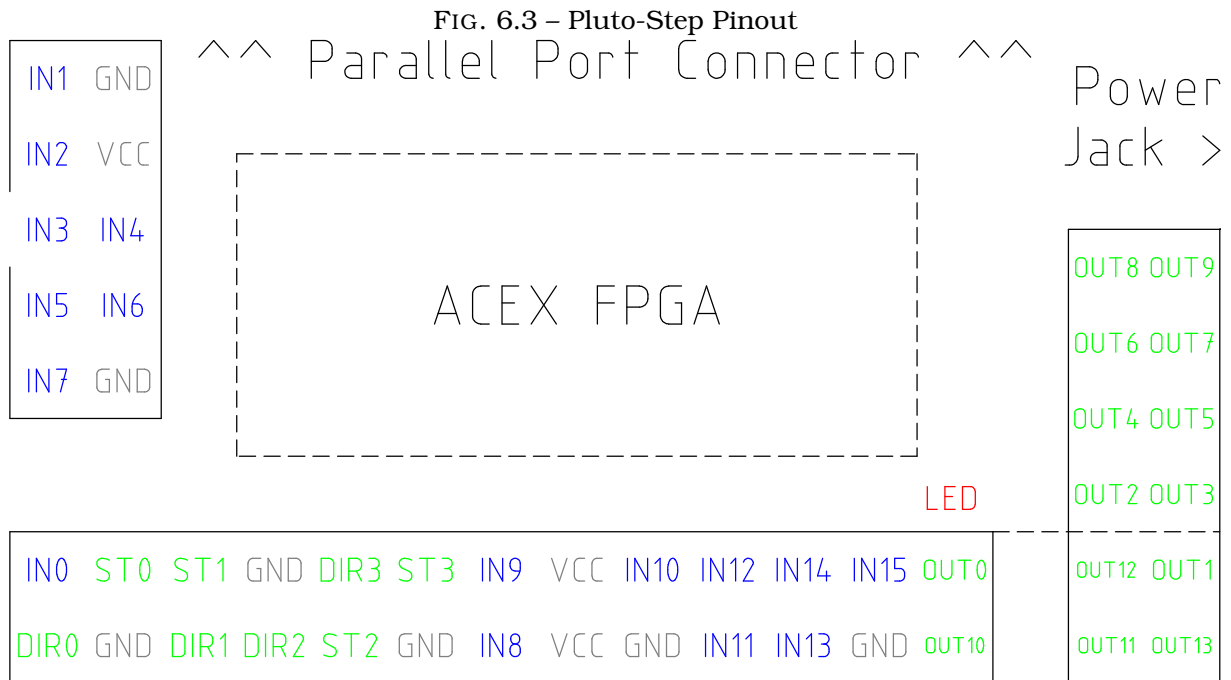 FIG. 6.3 – Pluto-Step Pinout
^^ Parallel Port Connector ^^
Power
Jack >
IN1 GND
IN2 VCC
IN3 IN4
IN5 IN6
IN7 GND
ACEX FPGA
OUT8 OUT9
OUT6 OUT7
OUT4 OUT5
OUT2 OUT3
LED
IN0 ST0 ST1 GND DIR3 ST3 IN9 VCC IN10 IN12 IN14 IN15 OUT0
DIR0 GND DIR1 DIR2 ST2 GND IN8 VCC GND IN11 IN13 GND OUT10
OUT12 OUT1
OUT11 OUT13